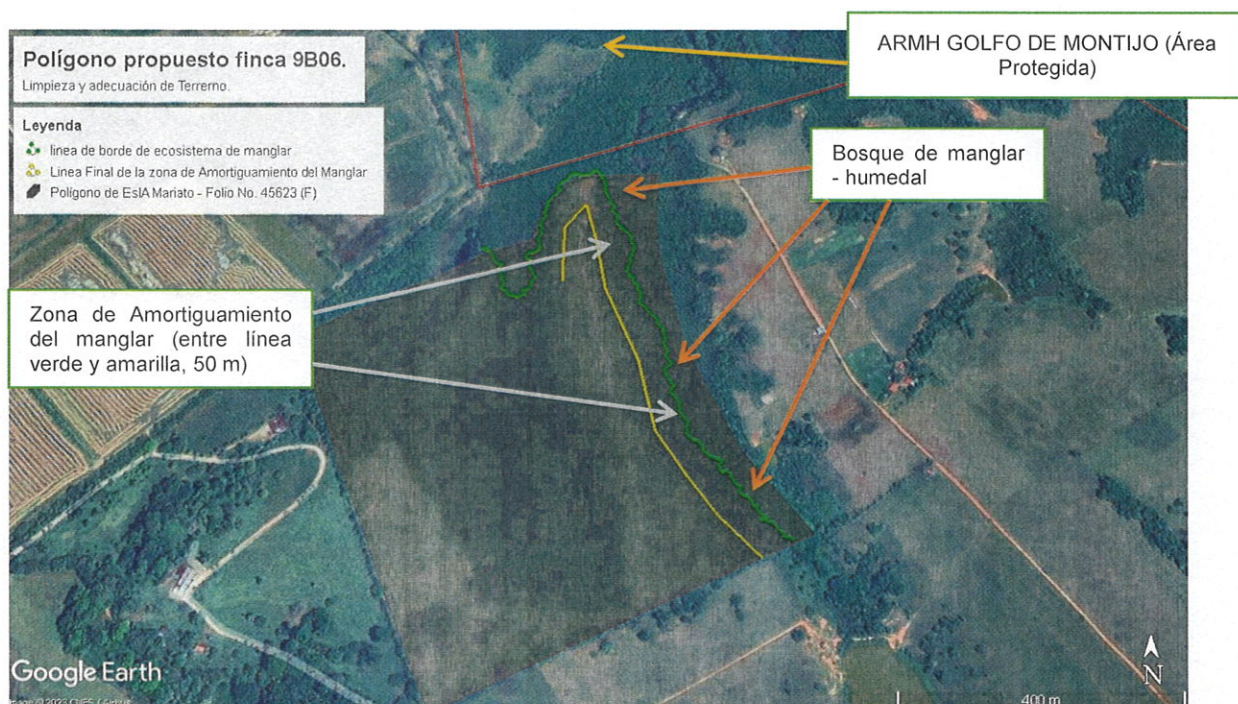 Polígono propuesto finca 9B06.
Limpieza y adecuación de Terrerno.
Leyenda
linea de borde de ecosistema de manglar
Linea Final de la zona de Amortiguamiento del Manglar
Polígono de EsIA Mariato - Folio No. 45623 (F)
ARMH GOLFO DE MONTIJO (Área
Protegida)
Bosque de manglar
- humedal
Zona de Amortiguamiento
del manglar (entre línea
verde y amarilla, 50 m)
Google Earth
N
400 m